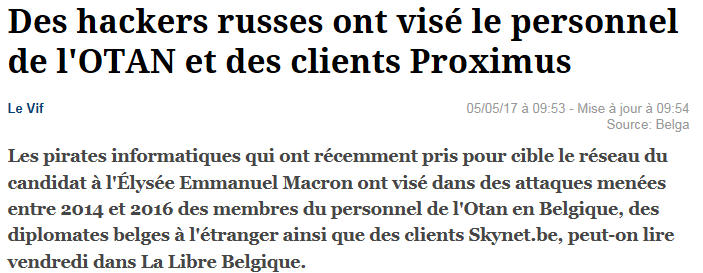 Des hackers russes ont visé le personnel
de l'OTAN et des clients Proximus
Le Vif
05/05/17 à 09:53 - Mise à jour à 09:54
Source: Belga
Les pirates informatiques qui ont récemment pris pour cible le réseau du
candidat à l'Élysée Emmanuel Macron ont visé dans des attaques menées
entre 2014 et 2016 des membres du personnel de l'Otan en Belgique, des
diplomates belges à l'étranger ainsi que des clients Skynet.be, peut-on lire
vendredi dans La Libre Belgique.